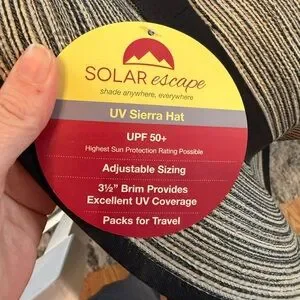 SOLAR escape
shade anywhere, everywhere
UV Sierra Hat
UPF 50+
Highest Sun Protection Rating Possible
Adjustable Sizing
3½" Brim Provides
Excellent UV Coverage
Packs for Travel